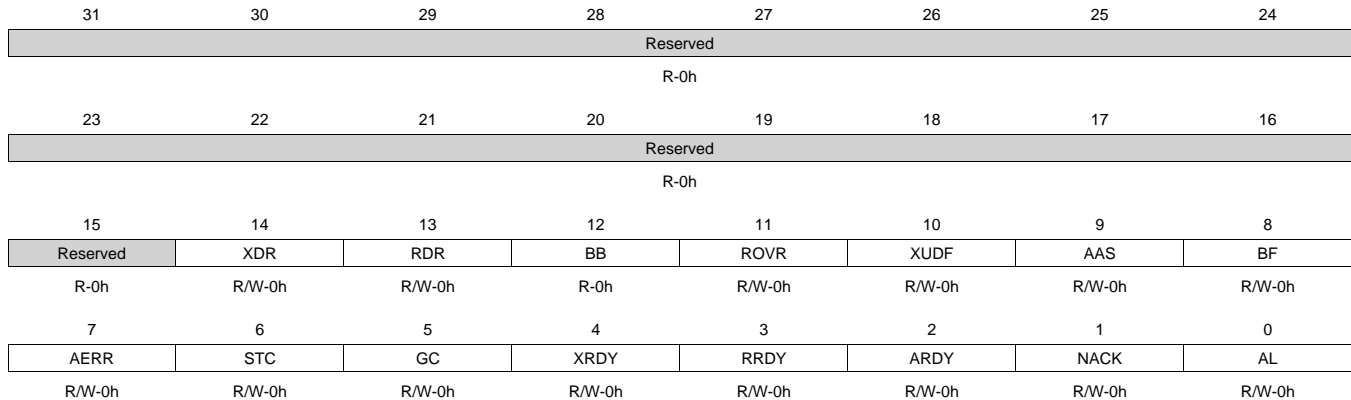 31 30 29 28 27 26 25 24
Reserved
R-0h
23 22 21 20 19 18 17 16
Reserved
R-0h
15 14 13 12 11 10 9 8
Reserved XDR RDR BB ROVR XUDF AAS BF
R-0h R/W-0h R/W-0h R-0h R/W-0h R/W-0h R/W-0h R/W-0h
7 6 5 4 3 2 1 0
AERR STC GC XRDY RRDY ARDY NACK AL
R/W-0h R/W-0h R/W-0h R/W-0h R/W-0h R/W-0h R/W-0h R/W-0h